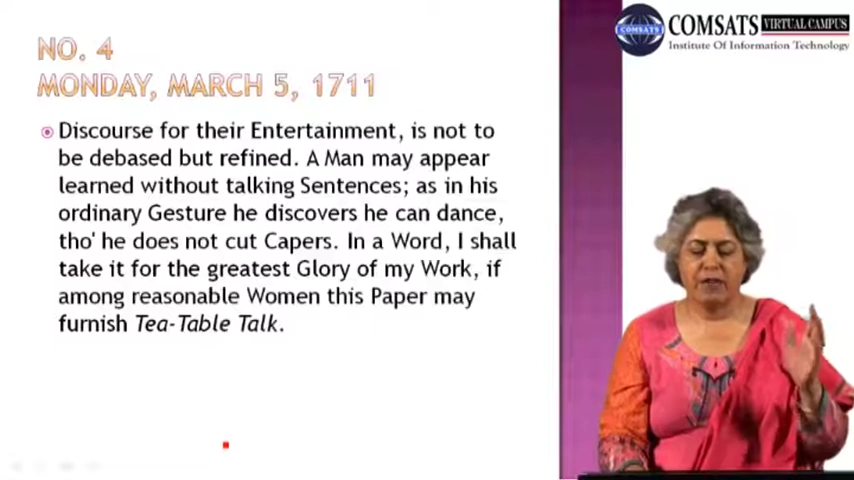 NO. 4
MONDAY, MARCH 5, 1711
Discourse for their Entertainment, is not to
be debased but refined. A Man may appear
learned without talking Sentences; as in his
ordinary Gesture he discovers he can dance,
tho' he does not cut Capers. In a Word, I shall
take it for the greatest Glory of my Work, if
among reasonable Women this Paper may
furnish Tea-Table Talk.
COMSATS
COMSATS VIRTUAL CAMPUS
Institute Of Information Technology